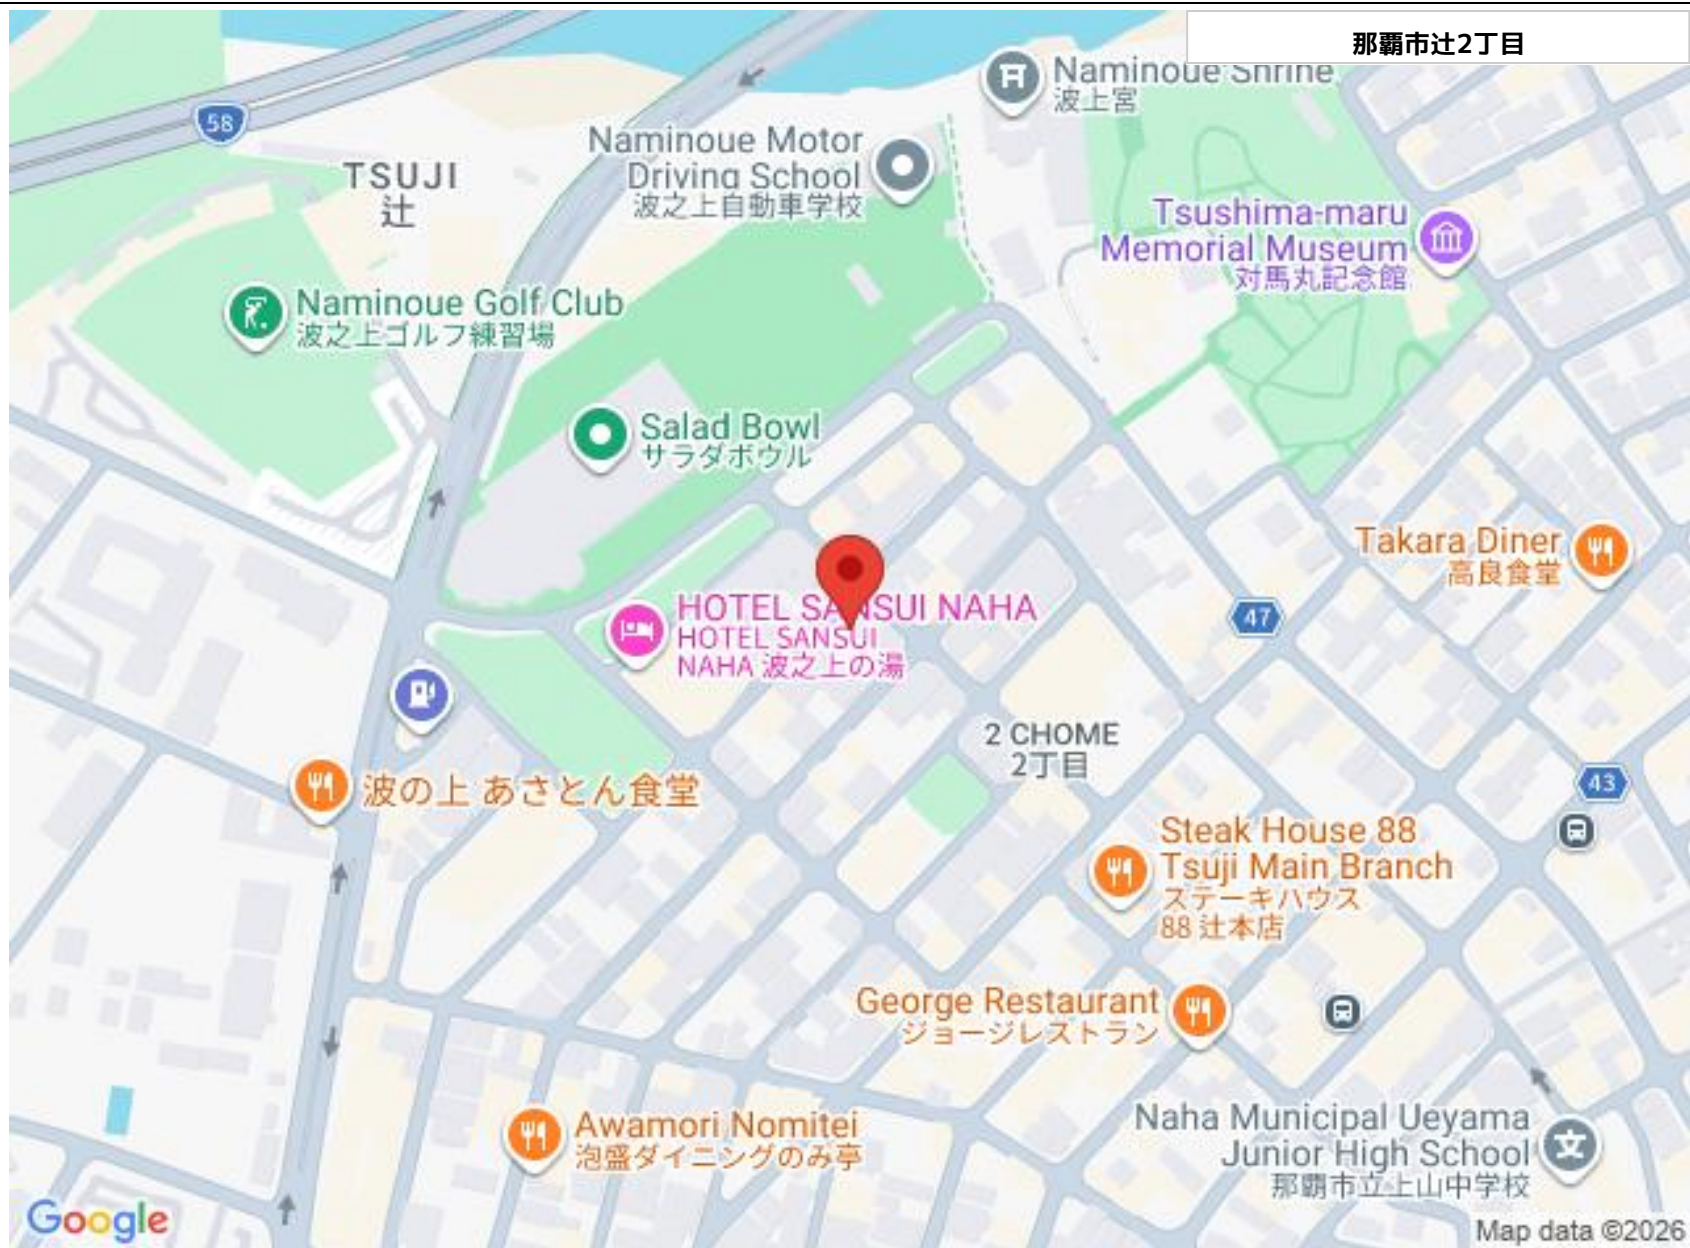 那覇市辻2丁目
Naminoue Shrine
波上宮
58
Naminoue Motor
Driving School
波之上自動車学校
TSUJI
辻
Tsushima-maru
Memorial Museum
対馬丸記念館
Naminoue Golf Club
波之上ゴルフ練習場
Salad Bowl
サラダボウル
Takara Diner
高良食堂
HOTEL SANSUI NAHA
HOTEL SANSUI
NAHA 波之上の湯
47
2 CHOME
2丁目
波の上 あさとん食堂
43
Steak House 88
Tsuji Main Branch
ステーキハウス
88 辻本店
George Restaurant
ジョージレストラン
Awamori Nomitei
泡盛ダイニングのみ亭
Naha Municipal Ueyama
Junior High School
那覇市立上山中学校
文
Google
Map data ©2026